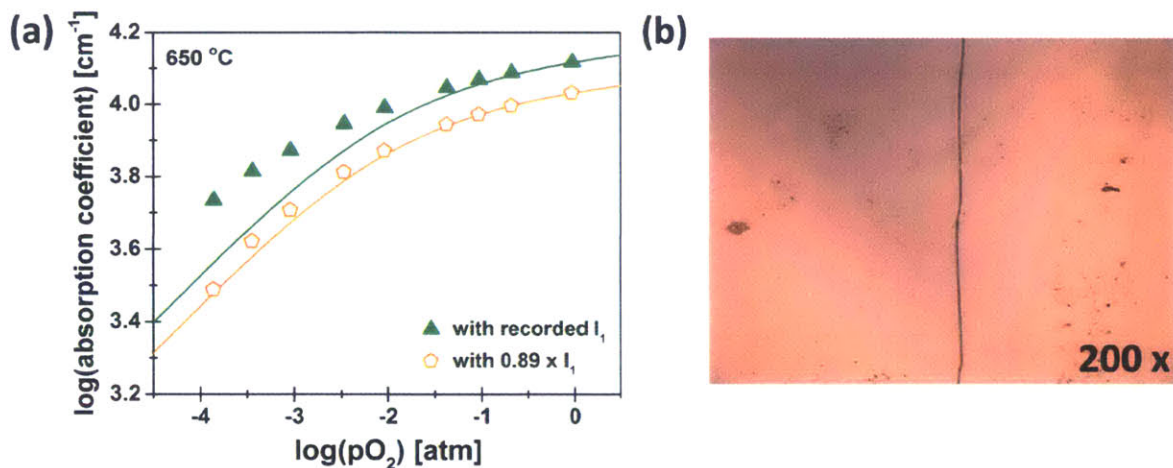 (a)
4.2
4.0
3.8
3.6
3.4
3.2
log(absorption coefficient) [cm⁻¹]
650 °C
with recorded I₁
with 0.89 x I₁
-4
-3
-2
-1
0
log(pO₂) [atm]
(b)
200 x